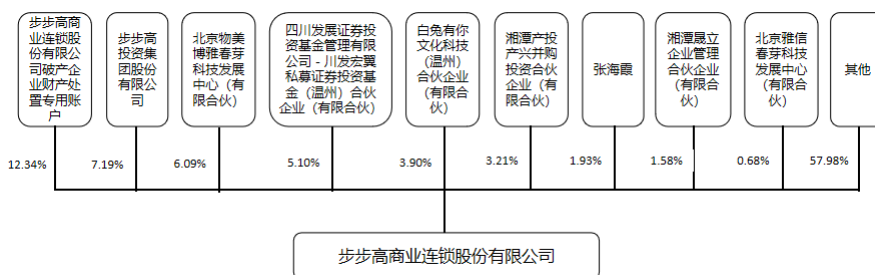 步步高商
业连锁股
份有限公
司破产企
业财产处
置专用账
户
步步高
投资集
团股份
有限公
司
北京物美
博雅春芽
科技发展
中心（有
限合伙）
四川发展证券投
资基金管理有限
公司 - 川发宏翼
私募证券投资基
金（温州）合伙
企业（有限合伙）
白兔有你
文化科技
（温州）
合伙企业
（有限合
伙）
湘潭产投
产兴并购
投资合伙
企业（有
限合伙）
张海霞
湘潭晟立
企业管理
合伙企业
（有限合
伙）
北京雅信
春芽科技
发展中心
（有限合
伙）
其他
12.34%
7.19%
6.09%
5.10%
3.90%
3.21%
1.93%
1.58%
0.68%
57.98%
步步高商业连锁股份有限公司